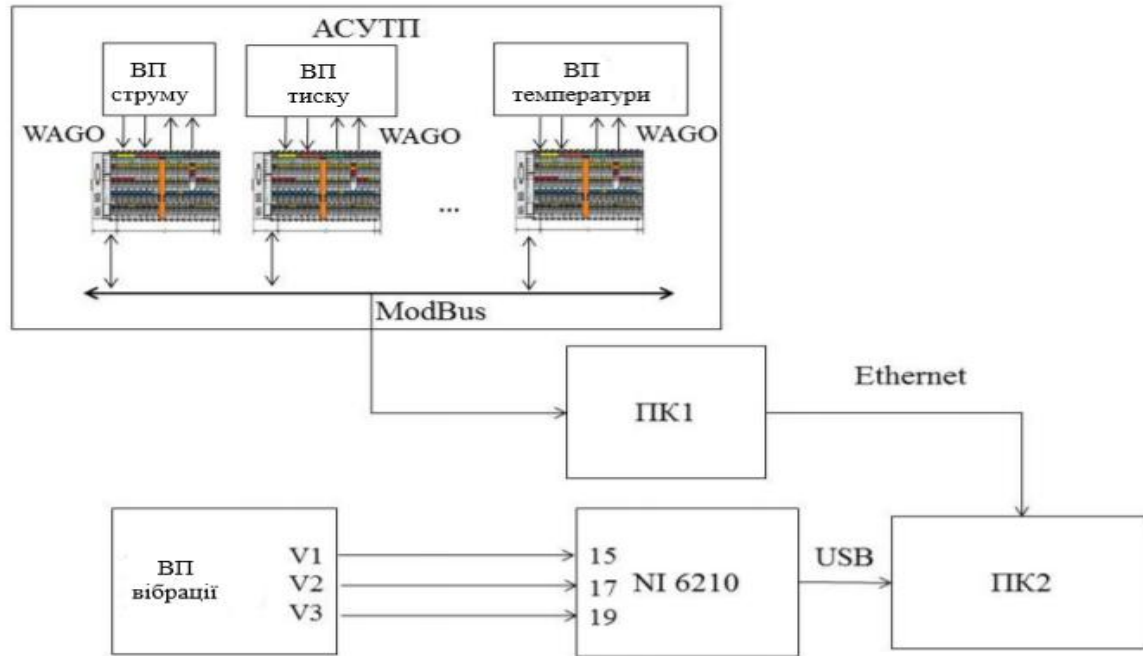 АСУТП
ВП
струму
ВП
тиску
ВП
температури
WAGO
WAGO
WAGO
...
ModBus
ПК1
Ethernet
ВП
вібрації
V1
V2
V3
15
17
19
NI 6210
USB
ПК2